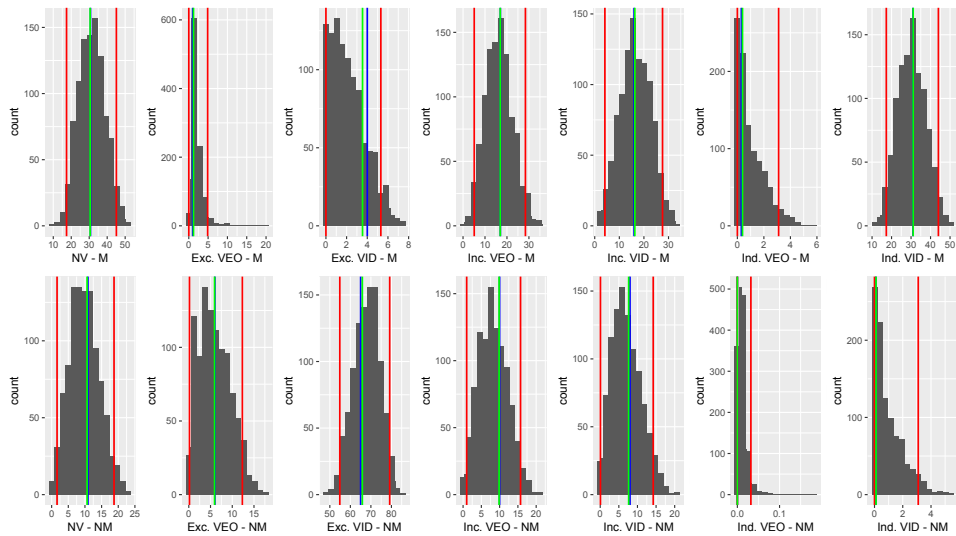 count
150
100
50
0
10 20 30 40 50
NV - M
count
600
400
200
0
0 5 10 15 20
Exc. VEO - M
count
100
50
0
0 2 4 6 8
Exc. VID - M
count
150
100
50
0
0 10 20 30
Inc. VEO - M
count
150
125
100
75
50
25
0
0 10 20 30
Inc. VID - M
count
200
100
0
0 2 4 6
Ind. VEO - M
count
150
100
50
0
10 20 30 40 50
Ind. VID - M
count
100
50
0
0 5 10 15 20 25
NV - NM
count
100
50
0
0 5 10 15
Exc. VEO - NM
count
150
100
50
0
50 60 70 80
Exc. VID - NM
count
150
100
50
0
0 5 10 15 20
Inc. VEO - NM
count
150
100
50
0
0 5 10 15 20
Inc. VID - NM
count
500
400
300
200
100
0
0.0 0.1
Ind. VEO - NM
count
200
100
0
0 2 4
Ind. VID - NM